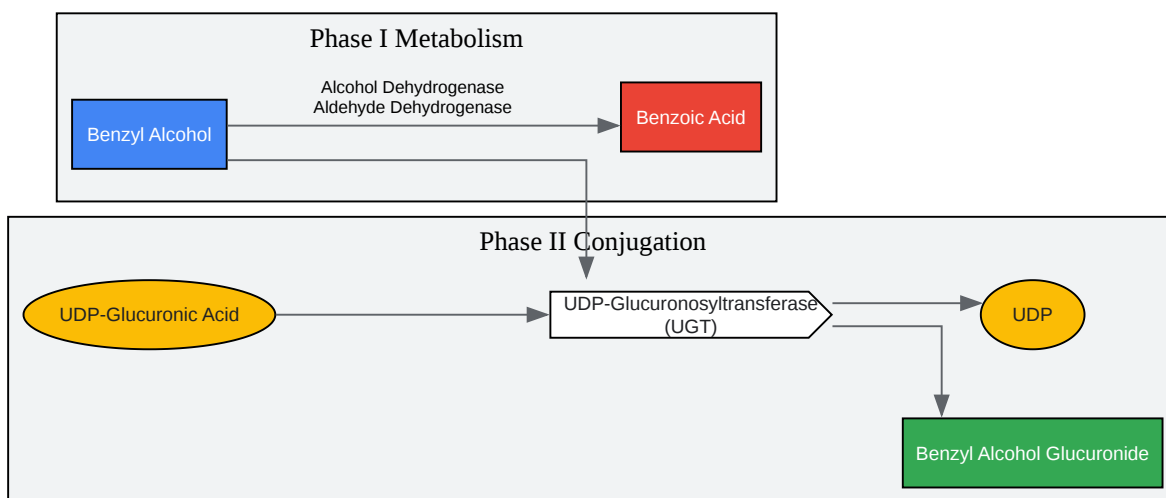 Phase I Metabolism
Alcohol Dehydrogenase
Aldehyde Dehydrogenase
Benzyl Alcohol
Benzoic Acid
Phase II Conjugation
UDP-Glucuronic Acid
UDP-Glucuronosyltransferase
(UGT)
UDP
Benzyl Alcohol Glucuronide